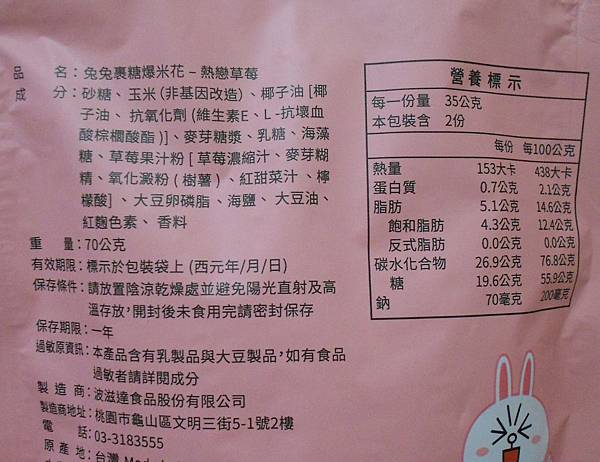 品 名：兔兔裹糖爆米花－熱戀草莓
成 分：砂糖、玉米(非基因改造)、椰子油[椰
子油、抗氧化劑(維生素E、L-抗壞血
酸棕櫚酸酯)]、麥芽糖漿、乳糖、海藻
糖、草莓果汁粉[草莓濃縮汁、麥芽糊
精、氧化澱粉(樹薯)、紅甜菜汁、檸
檬酸]、大豆卵磷脂、海鹽、大豆油、
紅麴色素、香料
重 量：70公克
有效期限：標示於包裝袋上(西元年/月/日)
保存條件：請放置陰涼乾燥處並避免陽光直射及高
溫存放，開封後未食用完請密封保存
保存期限：一年
過敏原資訊：本產品含有乳製品與大豆製品，如有食品
過敏者請詳閱成分
製 造 商：波滋達食品股份有限公司
製造商地址：桃園市龜山區文明三街5-1號2樓
電 話：03-3183555
原 產 地：台灣
營養標示
每一份量 35公克
本包裝含 2份
每份 每100公克
熱量 153大卡 438大卡
蛋白質 0.7公克 2.1公克
脂肪 5.1公克 14.6公克
飽和脂肪 4.3公克 12.4公克
反式脂肪 0.0公克 0.0公克
碳水化合物 26.9公克 76.8公克
糖 19.6公克 55.9公克
鈉 70毫克 200毫克